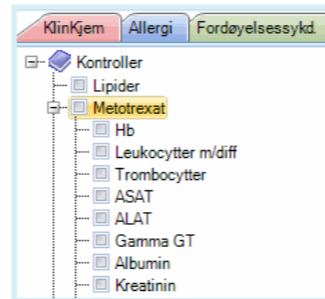 KlinKjem Allergi Fordøyelsessykd.
Kontroller
Lipider
Metotrexat
Hb
Leukocytter m/diff
Trombocytter
ASAT
ALAT
Gamma GT
Albumin
Kreatinin